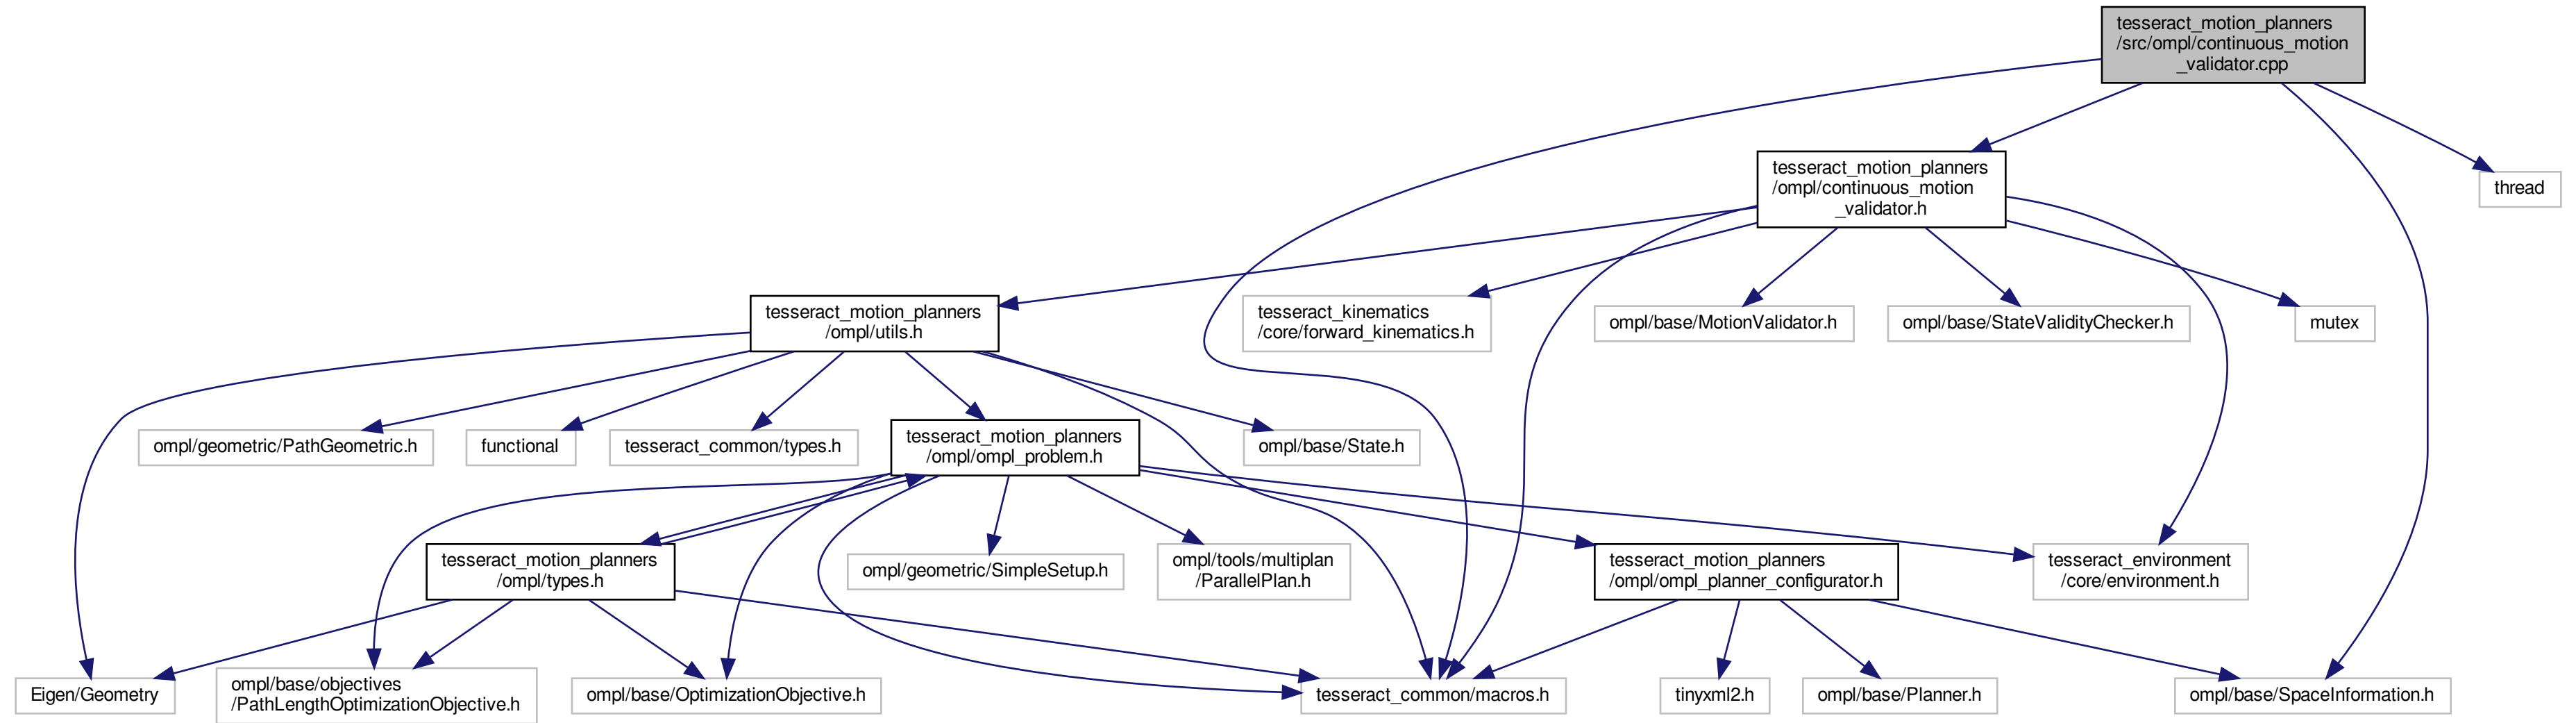 tesseract_motion_planners
/src/ompl/continuous_motion
_validator.cpp
tesseract_motion_planners
/ompl/continuous_motion
_validator.h
thread
tesseract_motion_planners
/ompl/utils.h
tesseract_kinematics
/core/forward_kinematics.h
ompl/base/MotionValidator.h
ompl/base/StateValidityChecker.h
mutex
ompl/geometric/PathGeometric.h
functional
tesseract_common/types.h
tesseract_motion_planners
/ompl/ompl_problem.h
ompl/base/State.h
tesseract_motion_planners
/ompl/types.h
ompl/geometric/SimpleSetup.h
ompl/tools/multiplan
/ParallelPlan.h
tesseract_motion_planners
/ompl/ompl_planner_configurator.h
tesseract_environment
/core/environment.h
Eigen/Geometry
ompl/base/objectives
/PathLengthOptimizationObjective.h
ompl/base/OptimizationObjective.h
tesseract_common/macros.h
tinyxml2.h
ompl/base/Planner.h
ompl/base/SpaceInformation.h